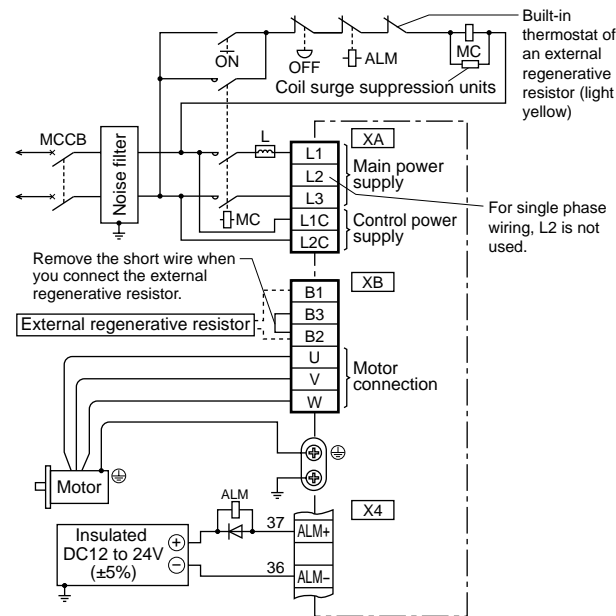 Built-in
thermostat of
an external
regenerative
resistor (light
yellow)
ON
OFF
ALM
MC
Coil surge suppression units
MCCB
Noise filter
L
XA
L1
L2
L3
L1C
L2C
Main power
supply
Control power
supply
MC
For single phase
wiring, L2 is not
used.
Remove the short wire when
you connect the external
regenerative resistor.
External regenerative resistor
XB
B1
B3
B2
U
V
W
Motor
connection
Motor
ALM
X4
Insulated
DC12 to 24V
(±5%)
+
−
37
ALM+
36
ALM−